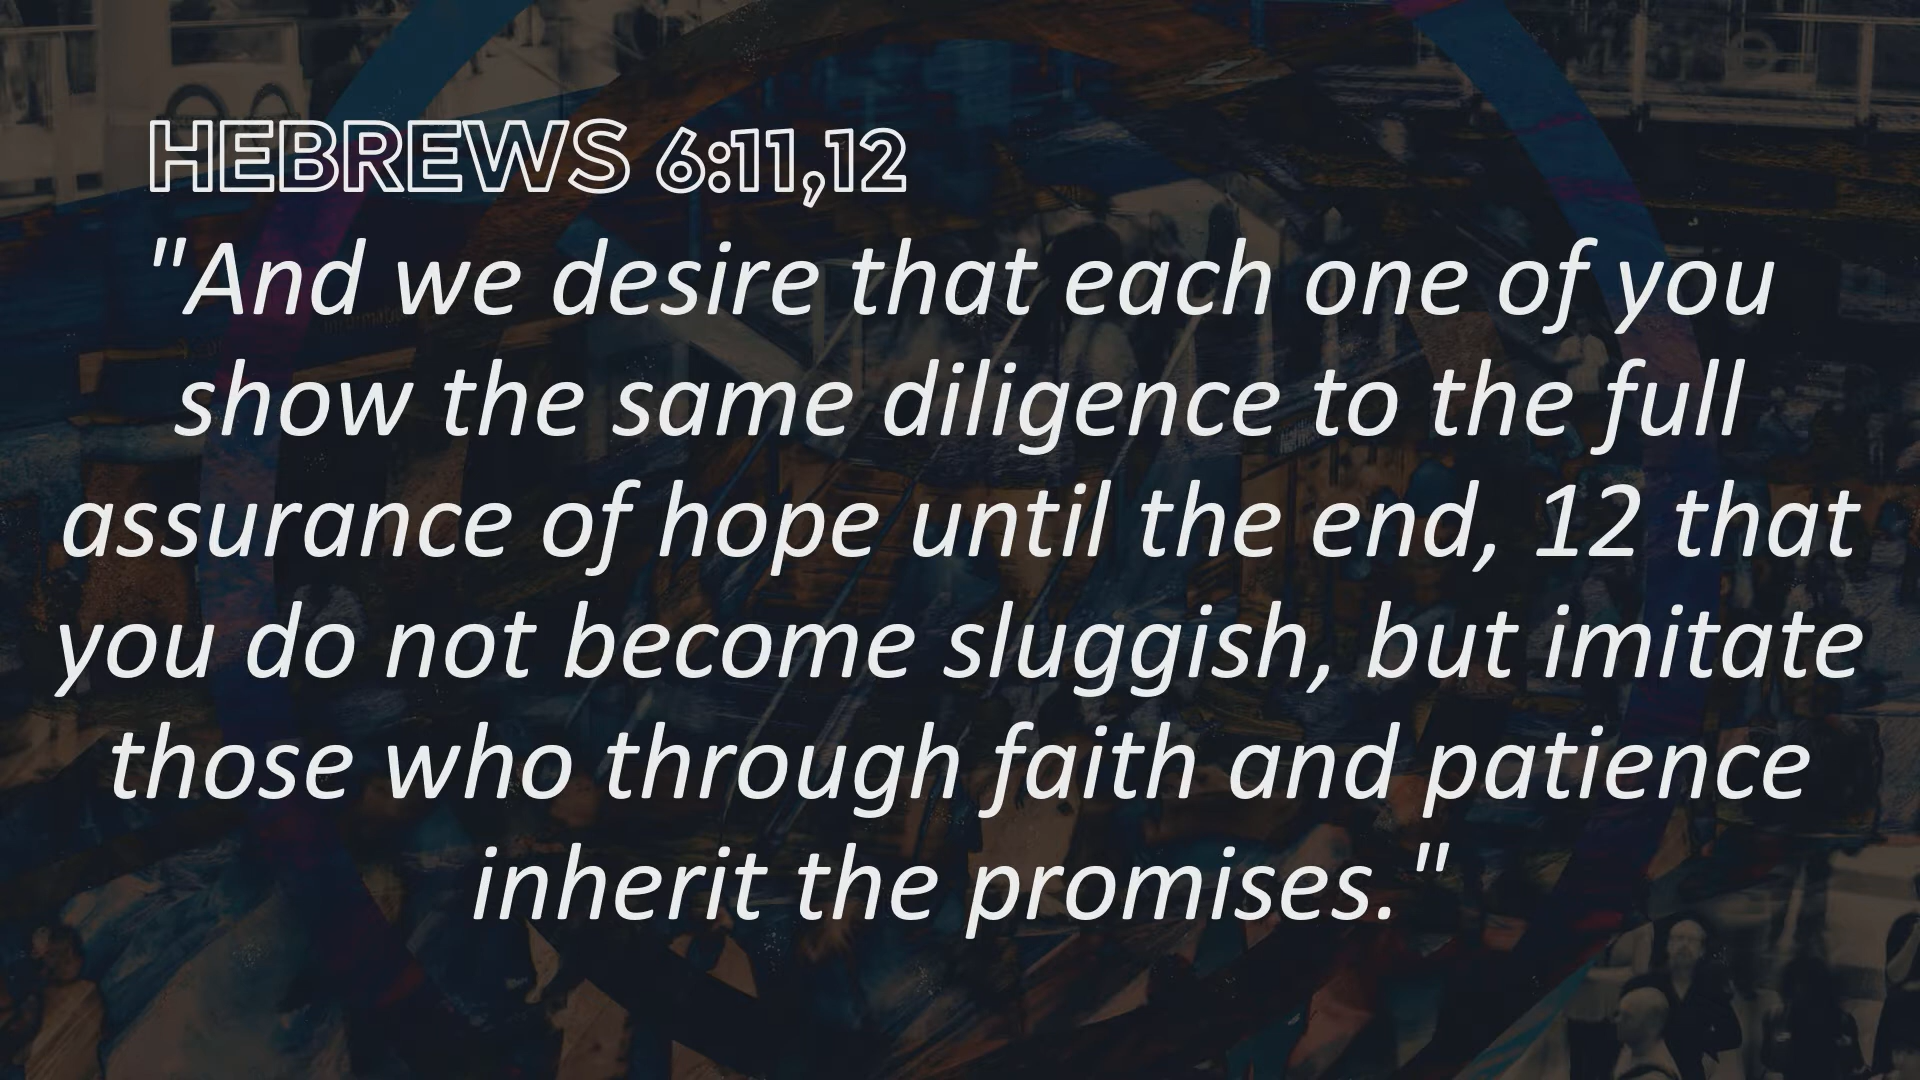 HEBREWS 6:11,12
"And we desire that each one of you
show the same diligence to the full
assurance of hope until the end, 12 that
you do not become sluggish, but imitate
those who through faith and patience
inherit the promises."